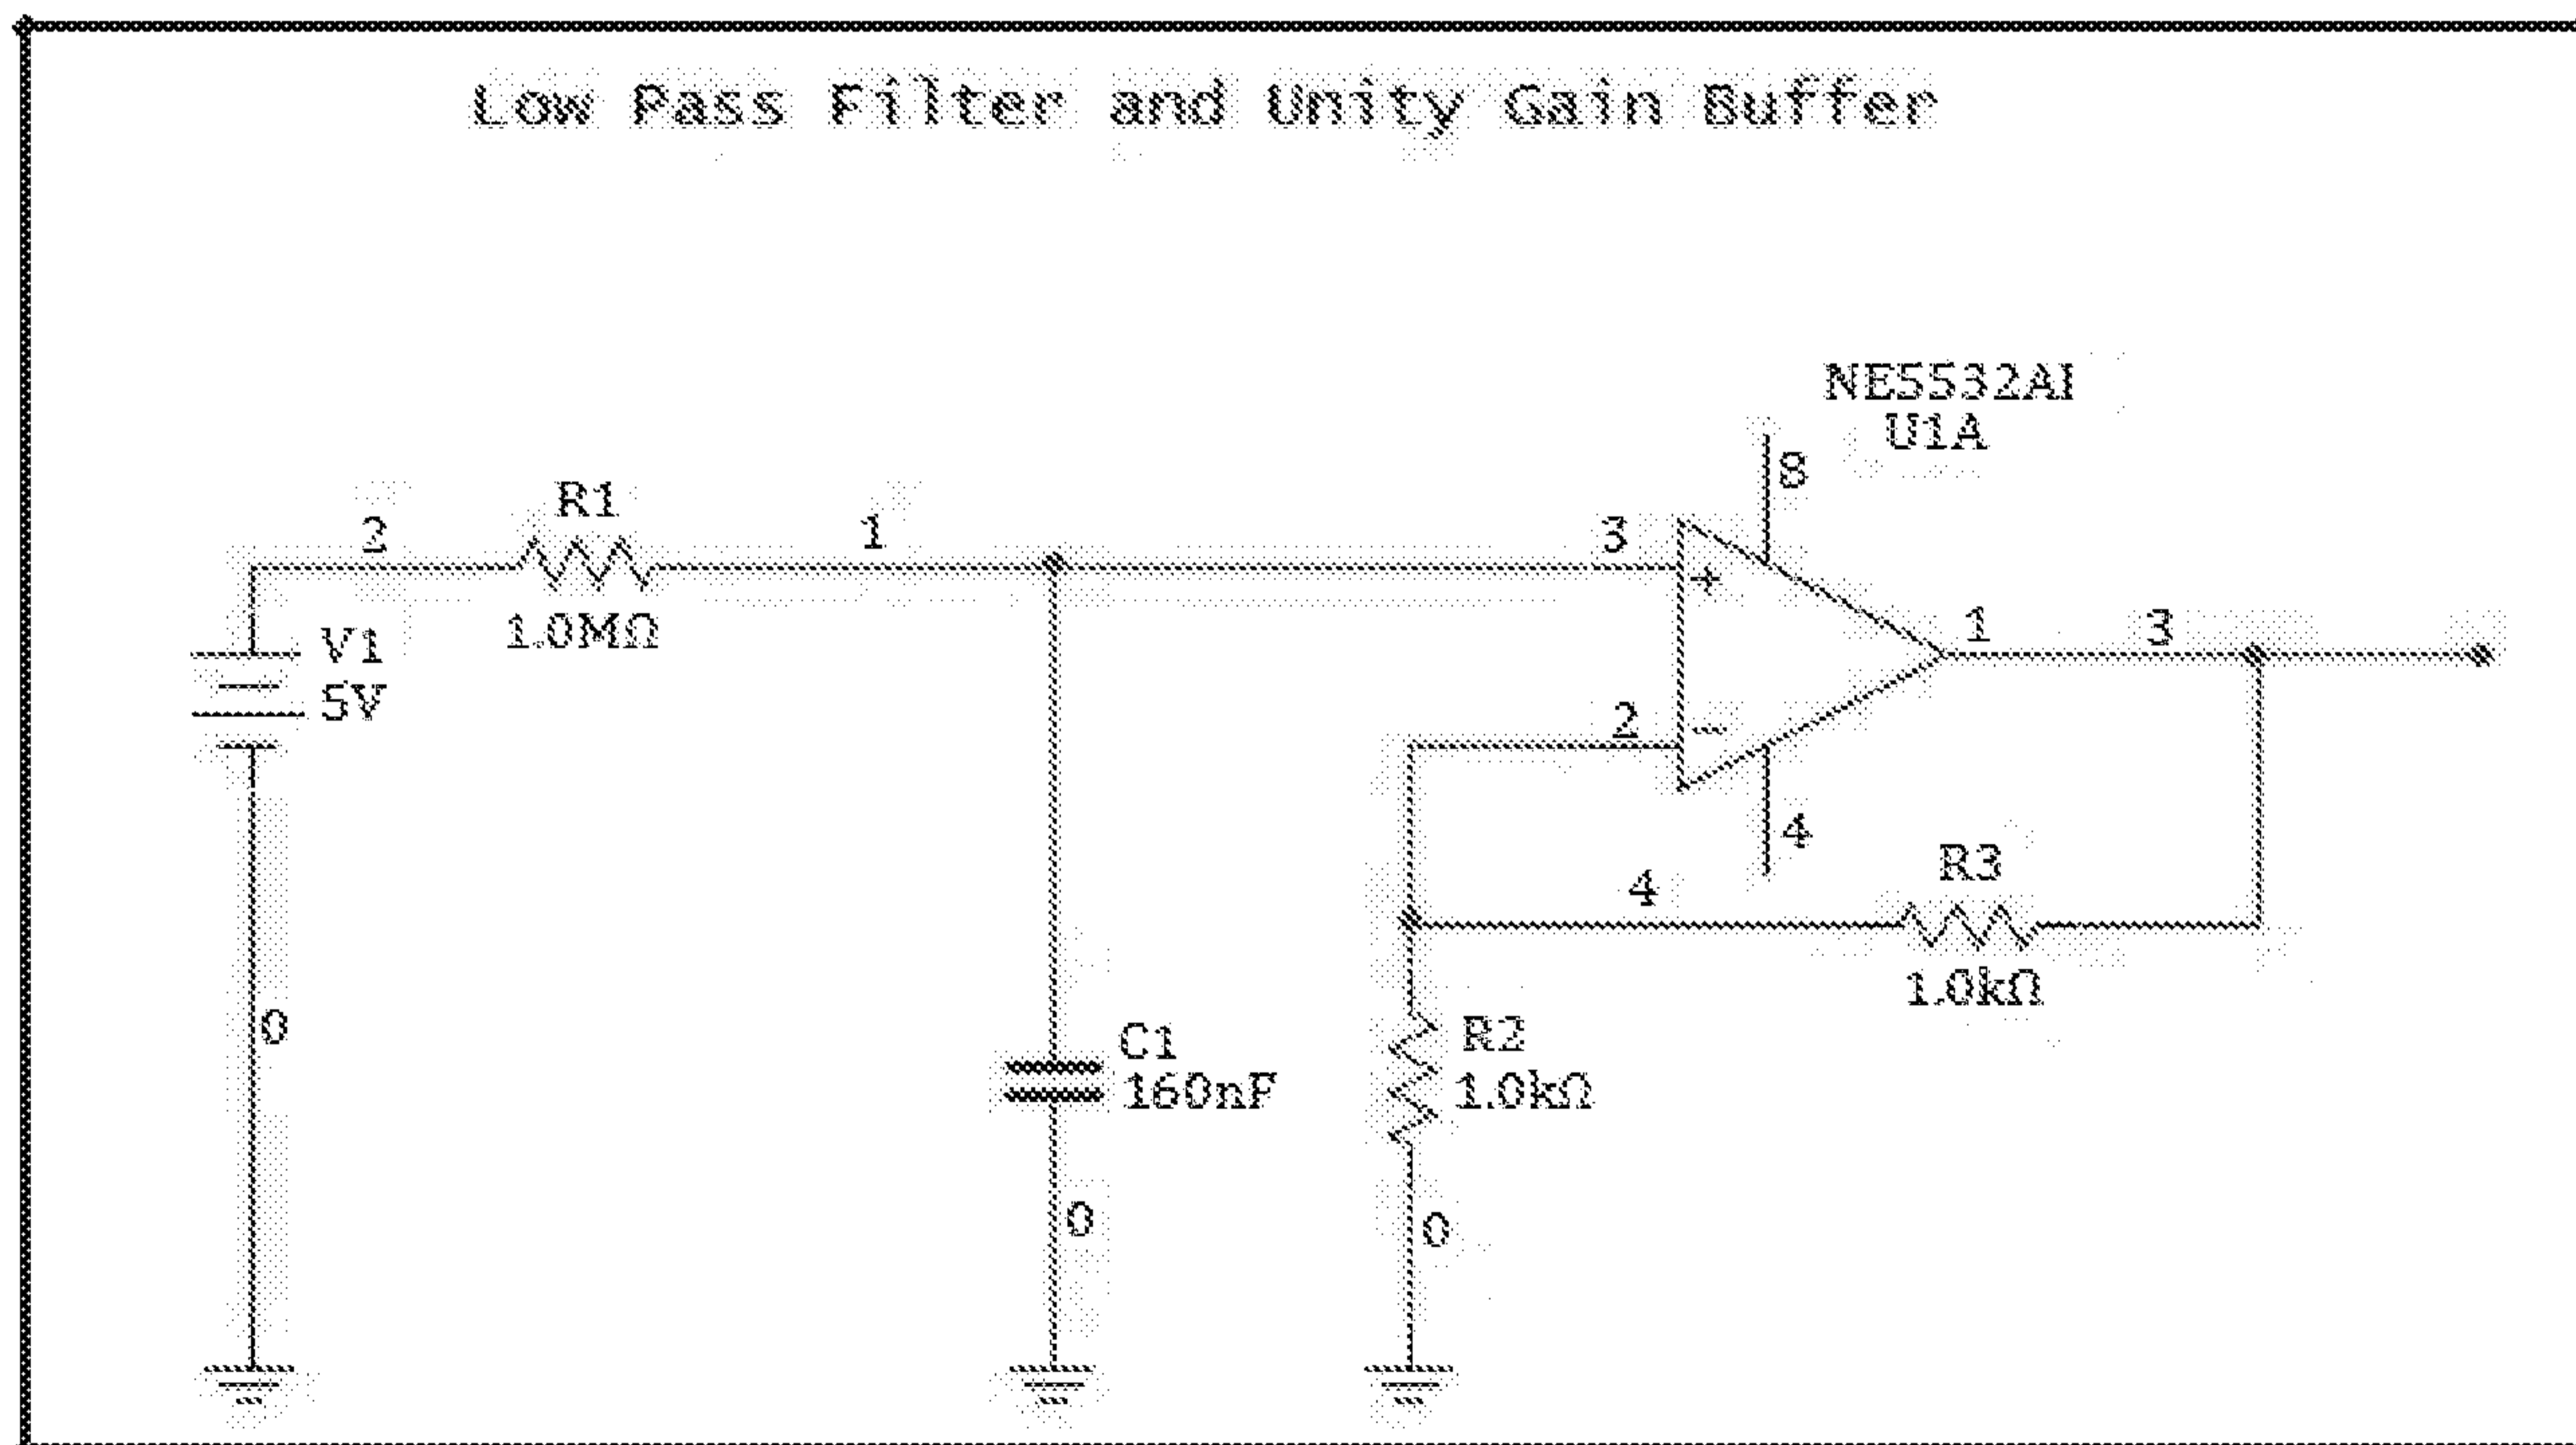 Low Pass Filter and Unity Gain Buffer
NE5532AI
U1A
8
R1
2
1
3
+
1.0MΩ
V1
5V
1
3
2
-
4
R3
4
1.0kΩ
0
C1
160nF
R2
1.0kΩ
0
0